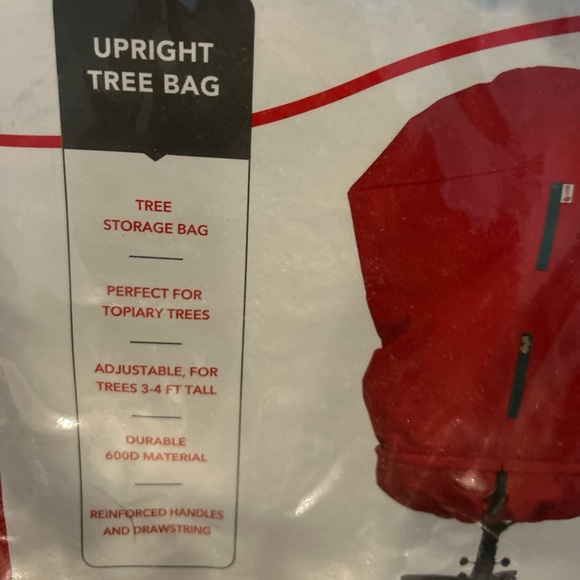 UPRIGHT
TREE BAG
TREE
STORAGE BAG
PERFECT FOR
TOPIARY TREES
ADJUSTABLE, FOR
TREES 3-4 FT TALL
DURABLE
600D MATERIAL
REINFORCED HANDLES
AND DRAWSTRING